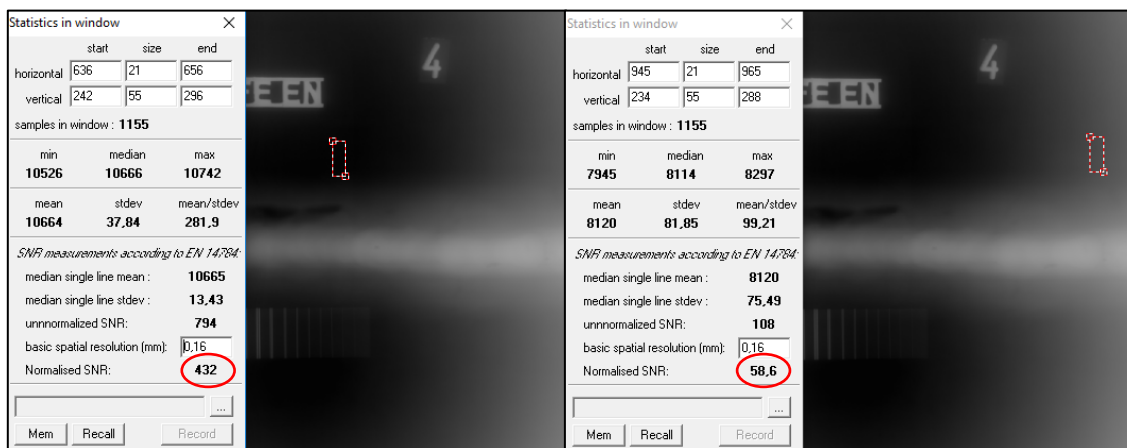 Statistics in window
start size end
horizontal 636 21 656
vertical 242 55 296
samples in window : 1155
min median max
10526 10666 10742
mean stdev mean/stdev
10664 37,84 281,9
SNR measurements according to EN 14784:
median single line mean : 10665
median single line stdev : 13,43
unnnormalized SNR: 794
basic spatial resolution (mm): 0,16
Normalised SNR: 432
...
Mem Recall Record
4
FE EN
Statistics in window
start size end
horizontal 945 21 965
vertical 234 55 288
samples in window : 1155
min median max
7945 8114 8297
mean stdev mean/stdev
8120 81,85 99,21
SNR measurements according to EN 14784:
median single line mean : 8120
median single line stdev : 75,49
unnnormalized SNR: 108
basic spatial resolution (mm): 0,16
Normalised SNR: 58,6
...
Mem Recall Record
4
FE EN